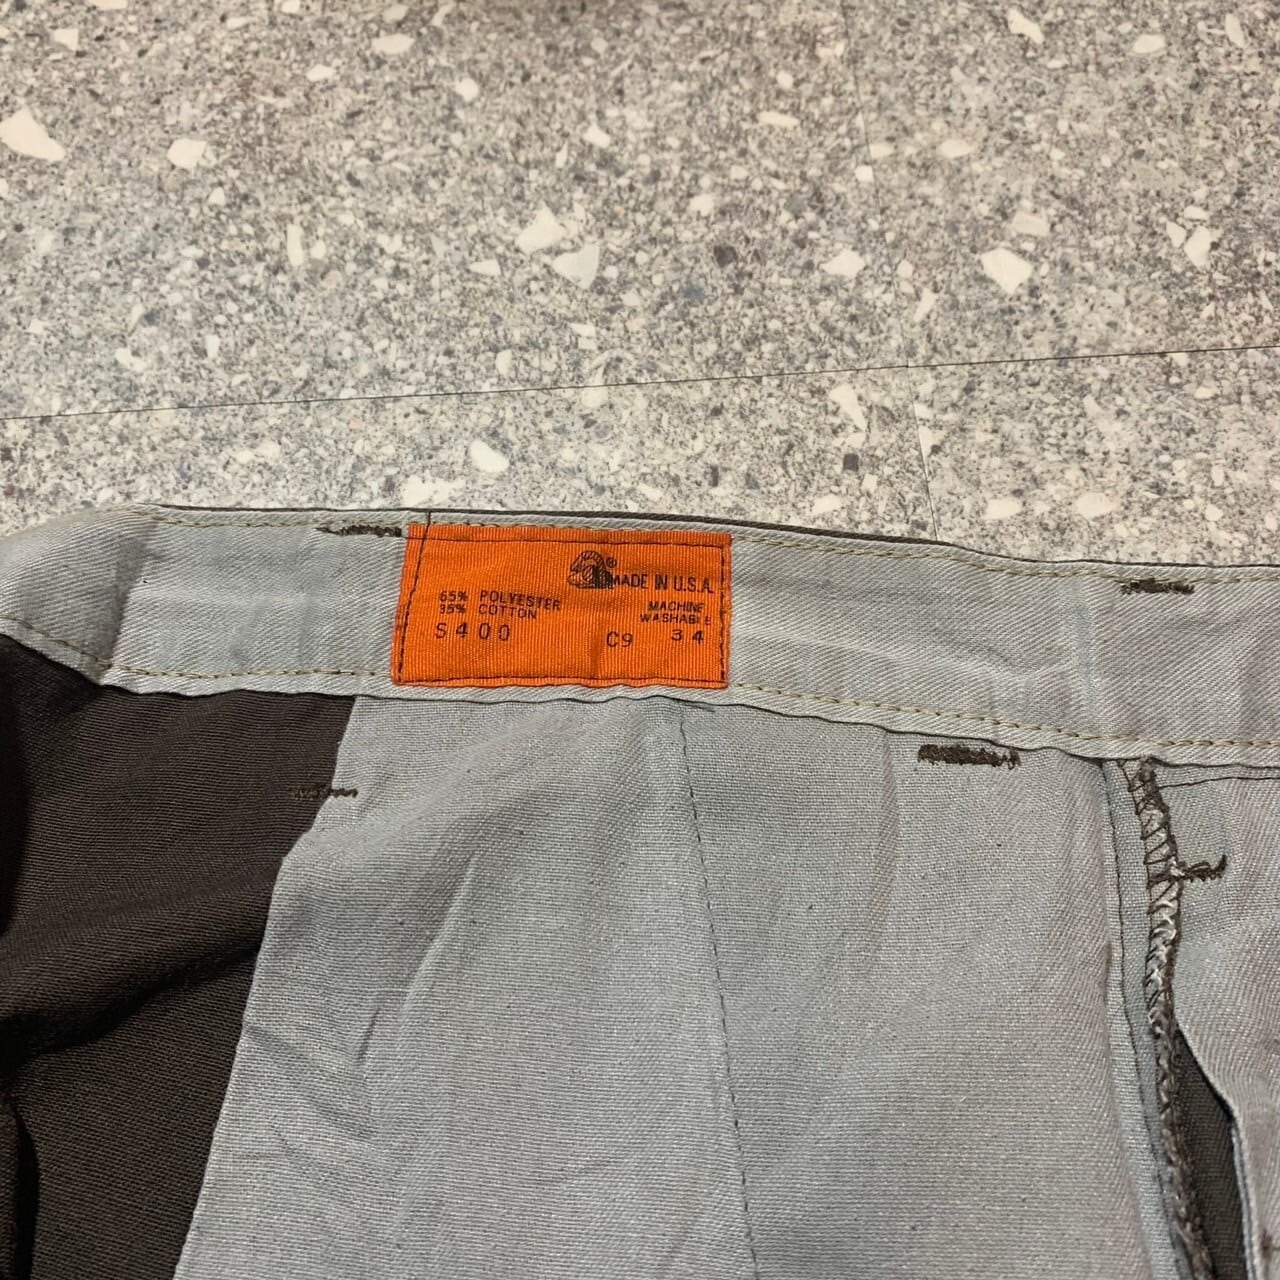 ® MADE IN U.S.A.
65% POLYESTER
35% COTTON
MACHINE
WASHABLE
S400 C9 34